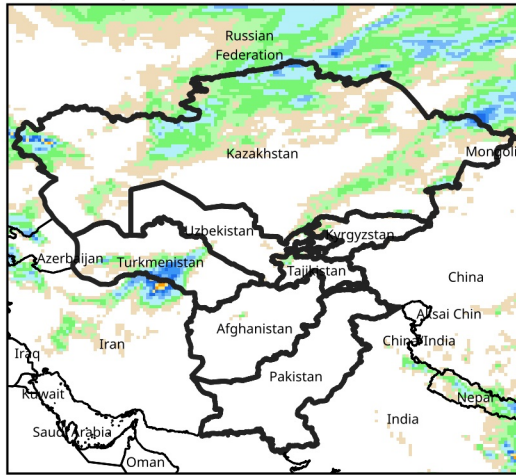 Russian
Federation
Kazakhstan
Mongoli
Uzbekistan
Kyrgyzstan
Azerbaijan
Turkmenistan
Tajikistan
China
Aksai Chin
Afghanistan
China/India
Iran
Iraq
Pakistan
Kuwait
Nepal
India
Saudi Arabia
Oman